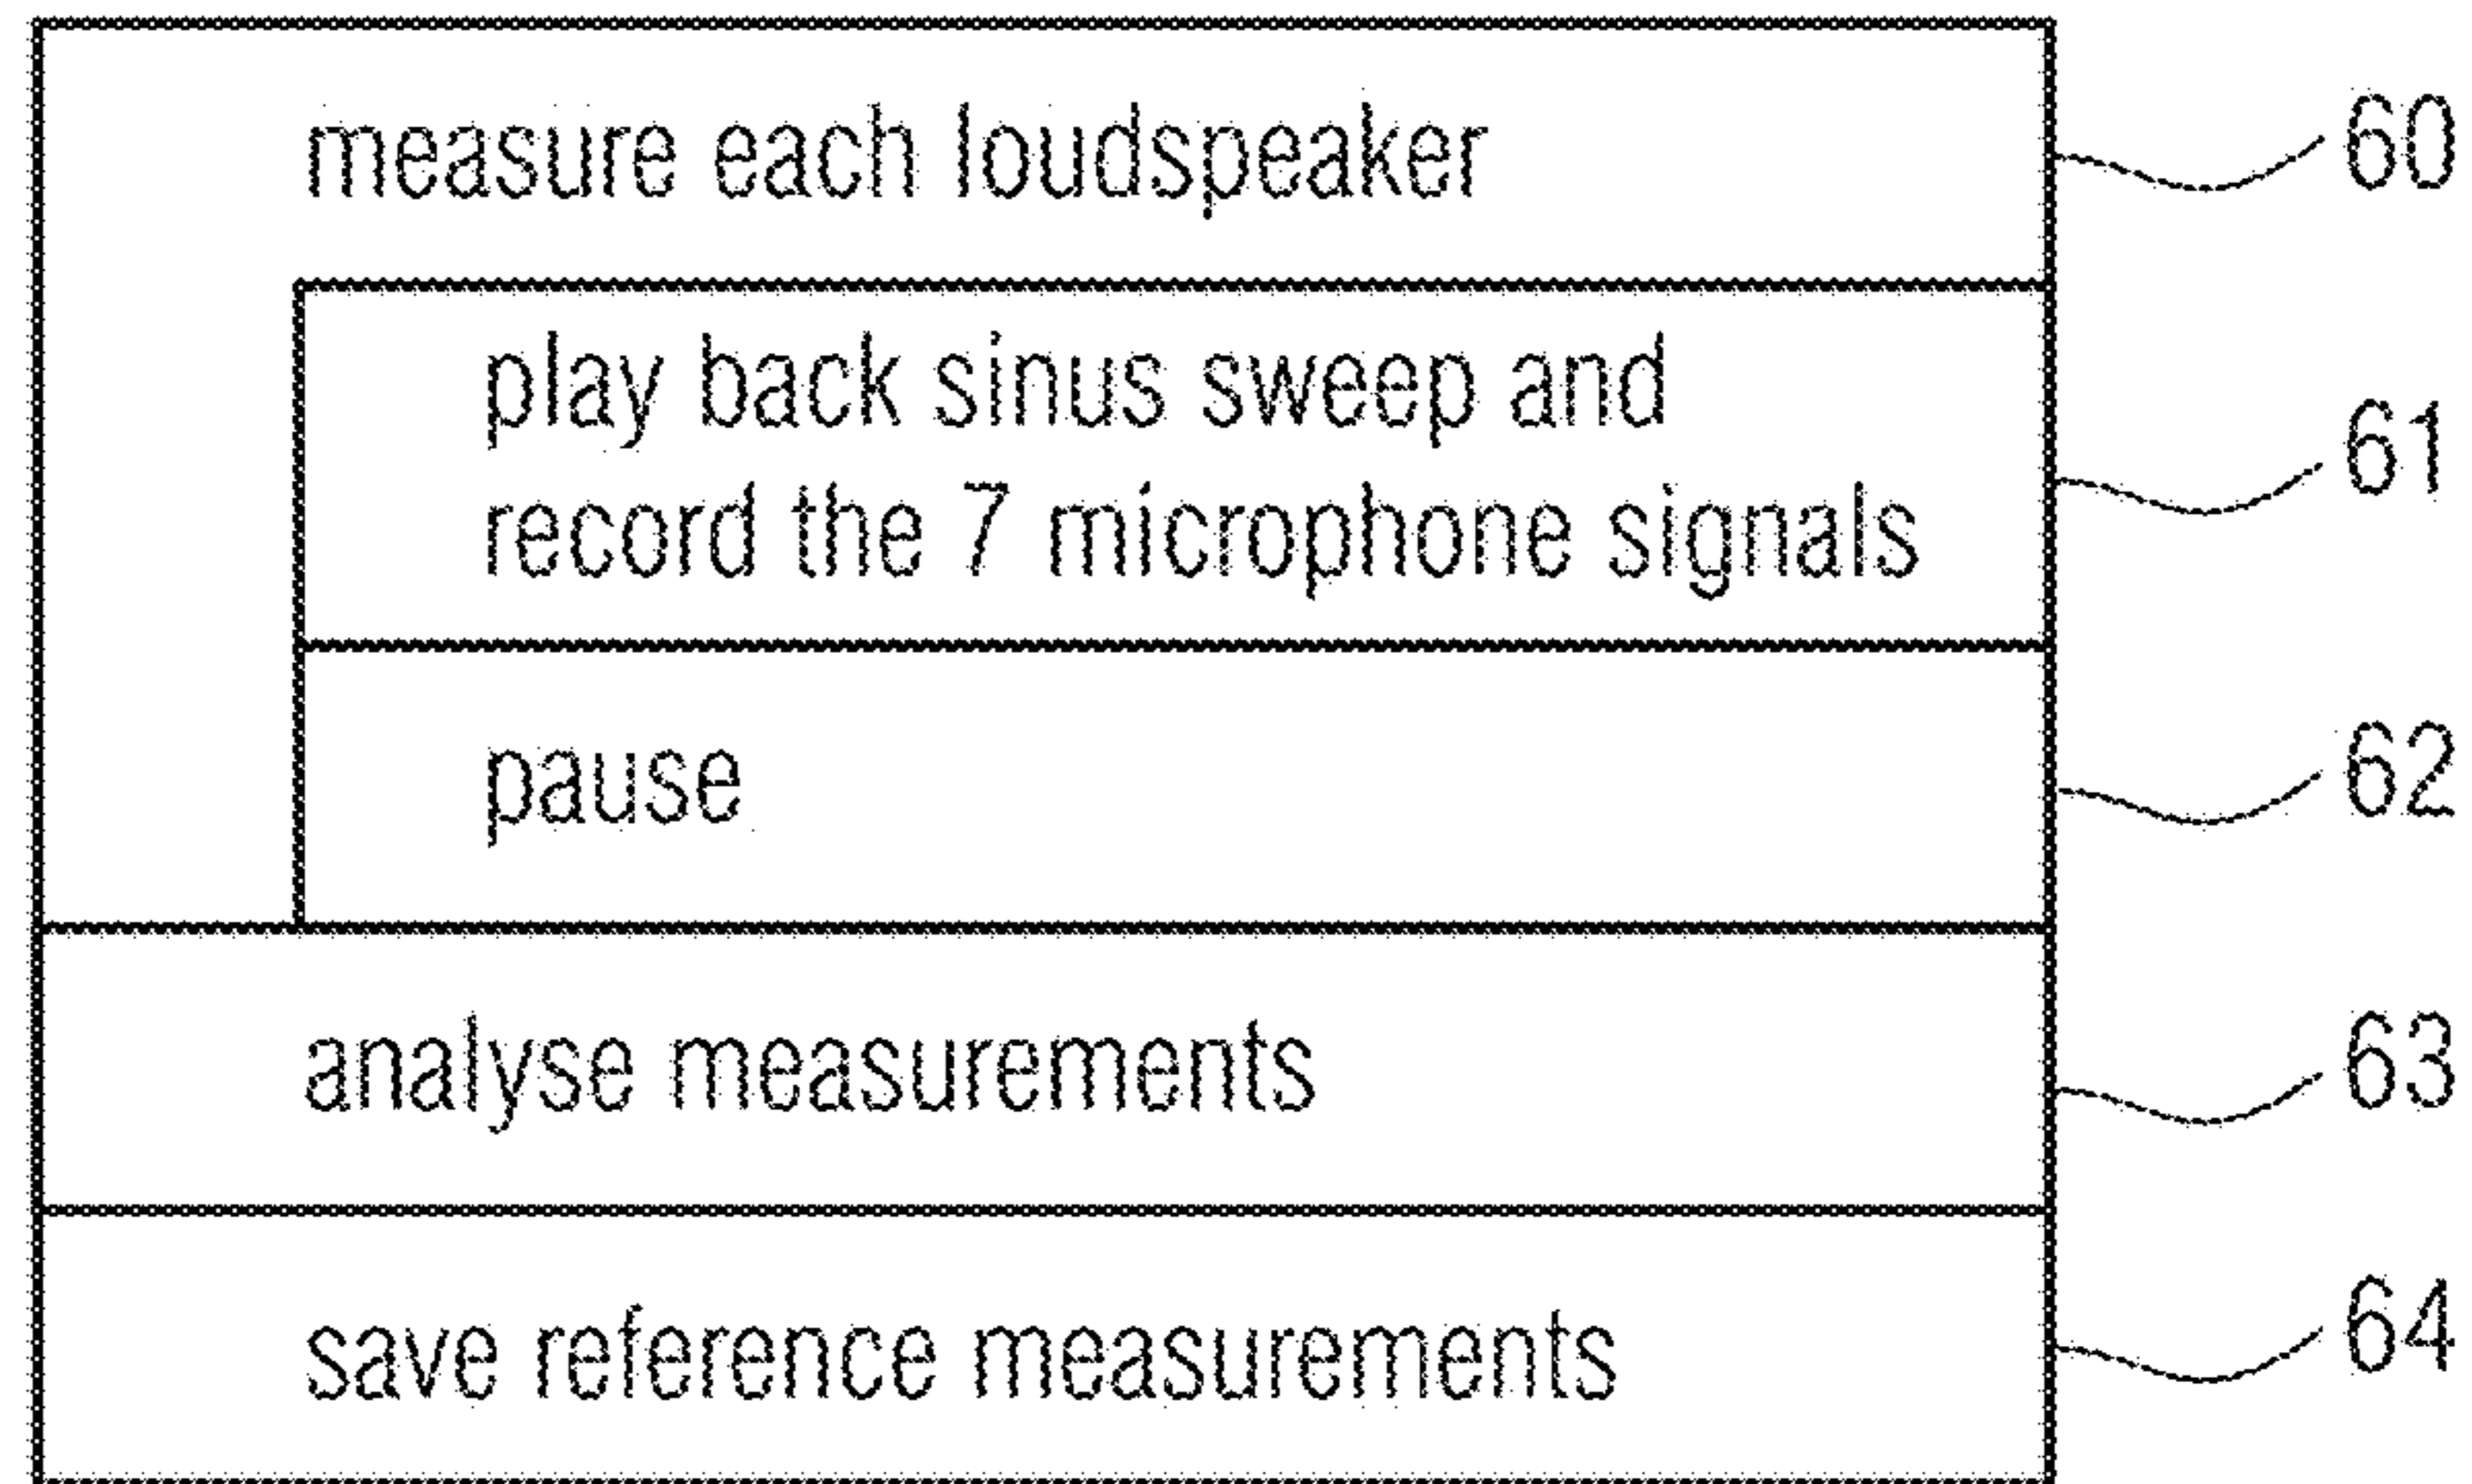 measure each loudspeaker 60
play back sinus sweep and
record the 7 microphone signals 61
pause 62
analyse measurements 63
save reference measurements 64